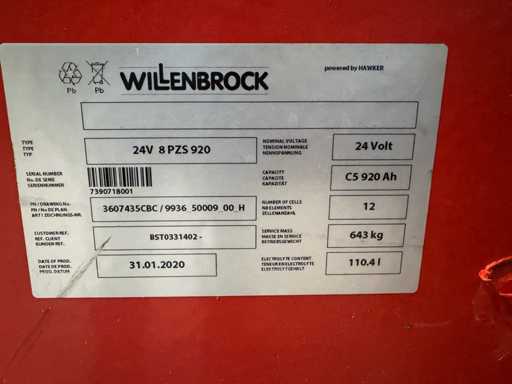 Pb
Pb
WILLENBROCK
powered by HAWKER
TYPE
TYPE
TYP
24V 8 PZS 920
NOMINAL VOLTAGE
TENSION NOMINALE
NENNSPANNUNG
24 Volt
SERIAL NUMBER
No. DE SERIE
SERIENNUMMER
7390718001
CAPACITY
CAPACITE
KAPAZITÄT
C5 920 Ah
PN / DRAWING No.
PN / No DE PLAN
ART / ZEICHNUNGS-NR.
3607435CBC / 9936_50009_00_H
NUMBER OF CELLS
NB ELEMENTS
ZELLENANZAHL
12
CUSTOMER REF.
REF. CLIENT
KUNDEN REF.
BST0331402 -
SERVICE MASS
MASSE EN SERVICE
BETRIEBSGEWICHT
643 kg
DATE OF PROD.
DATE DE PROD.
PROD. DATUM
31.01.2020
ELECTROLYTE CONTENT
TENEUR EN ELECTROLYTE
ELEKTROLYTGEHALT
110.4 l